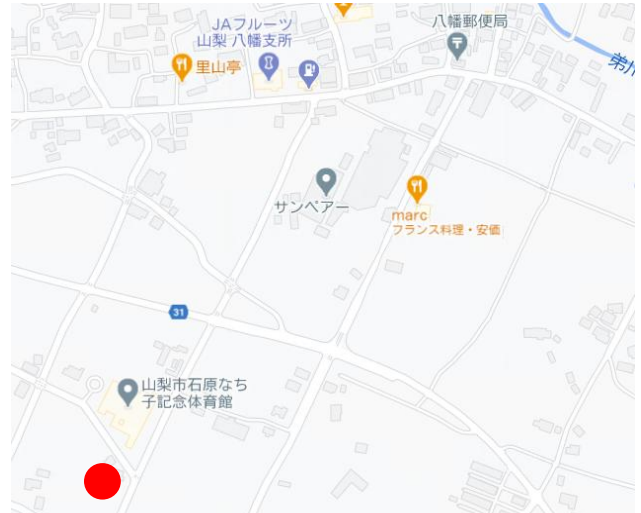 JAフルーツ
山梨 八幡支所
八幡郵便局
里山亭
弟川
サンペアー
marc
フランス料理・安価
31
山梨市石原なち
子記念体育館